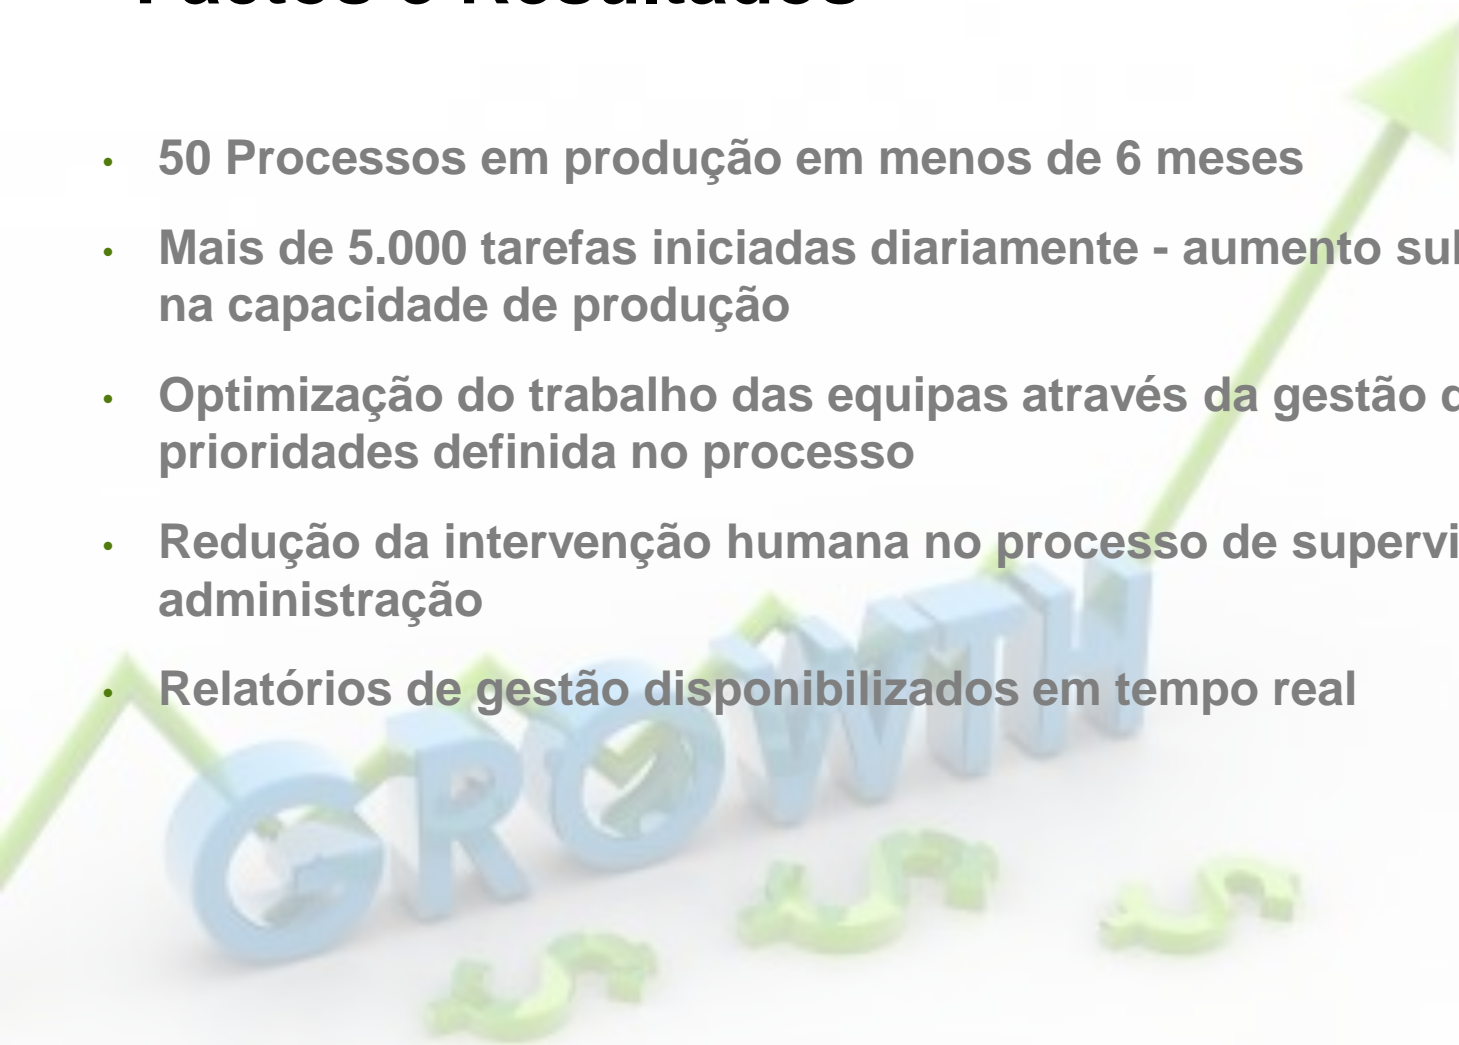 Factos e Resultados
• 50 Processos em produção em menos de 6 meses
• Mais de 5.000 tarefas iniciadas diariamente - aumento
na capacidade de produção
• Optimização do trabalho das equipas através da gestão
prioridades definida no processo
• Redução da intervenção humana no processo de
administração
• Relatórios de gestão disponibilizados em tempo real
GROWTH
$ $ $